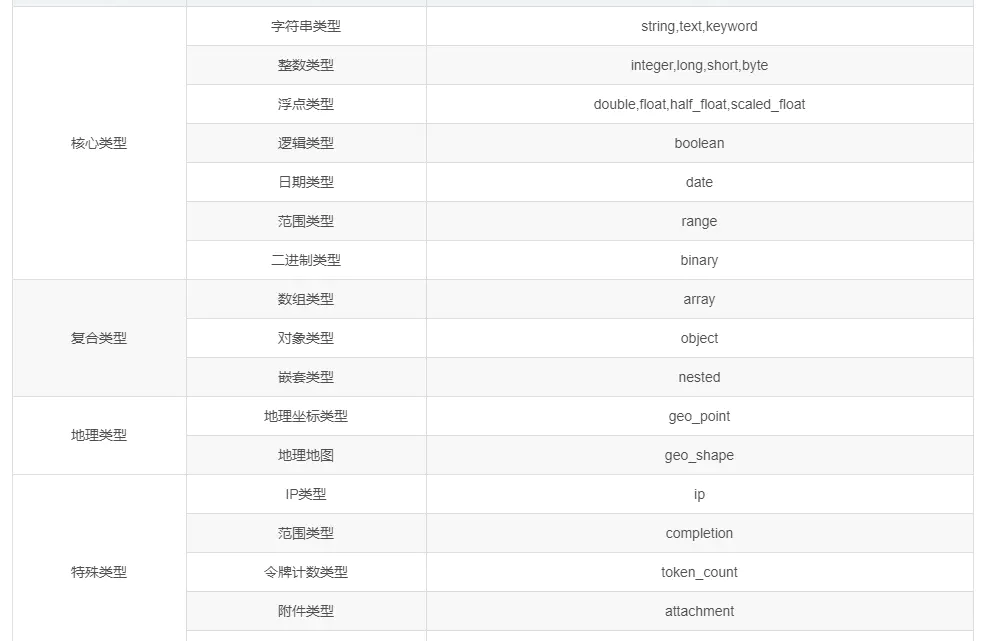 字符串类型 string,text,keyword
整数类型 integer,long,short,byte
浮点类型 double,float,half_float,scaled_float
核心类型 逻辑类型 boolean
日期类型 date
范围类型 range
二进制类型 binary
数组类型 array
复合类型 对象类型 object
嵌套类型 nested
地理坐标类型 geo_point
地理类型
地理地图 geo_shape
IP类型 ip
范围类型 completion
特殊类型 令牌计数类型 token_count
附件类型 attachment